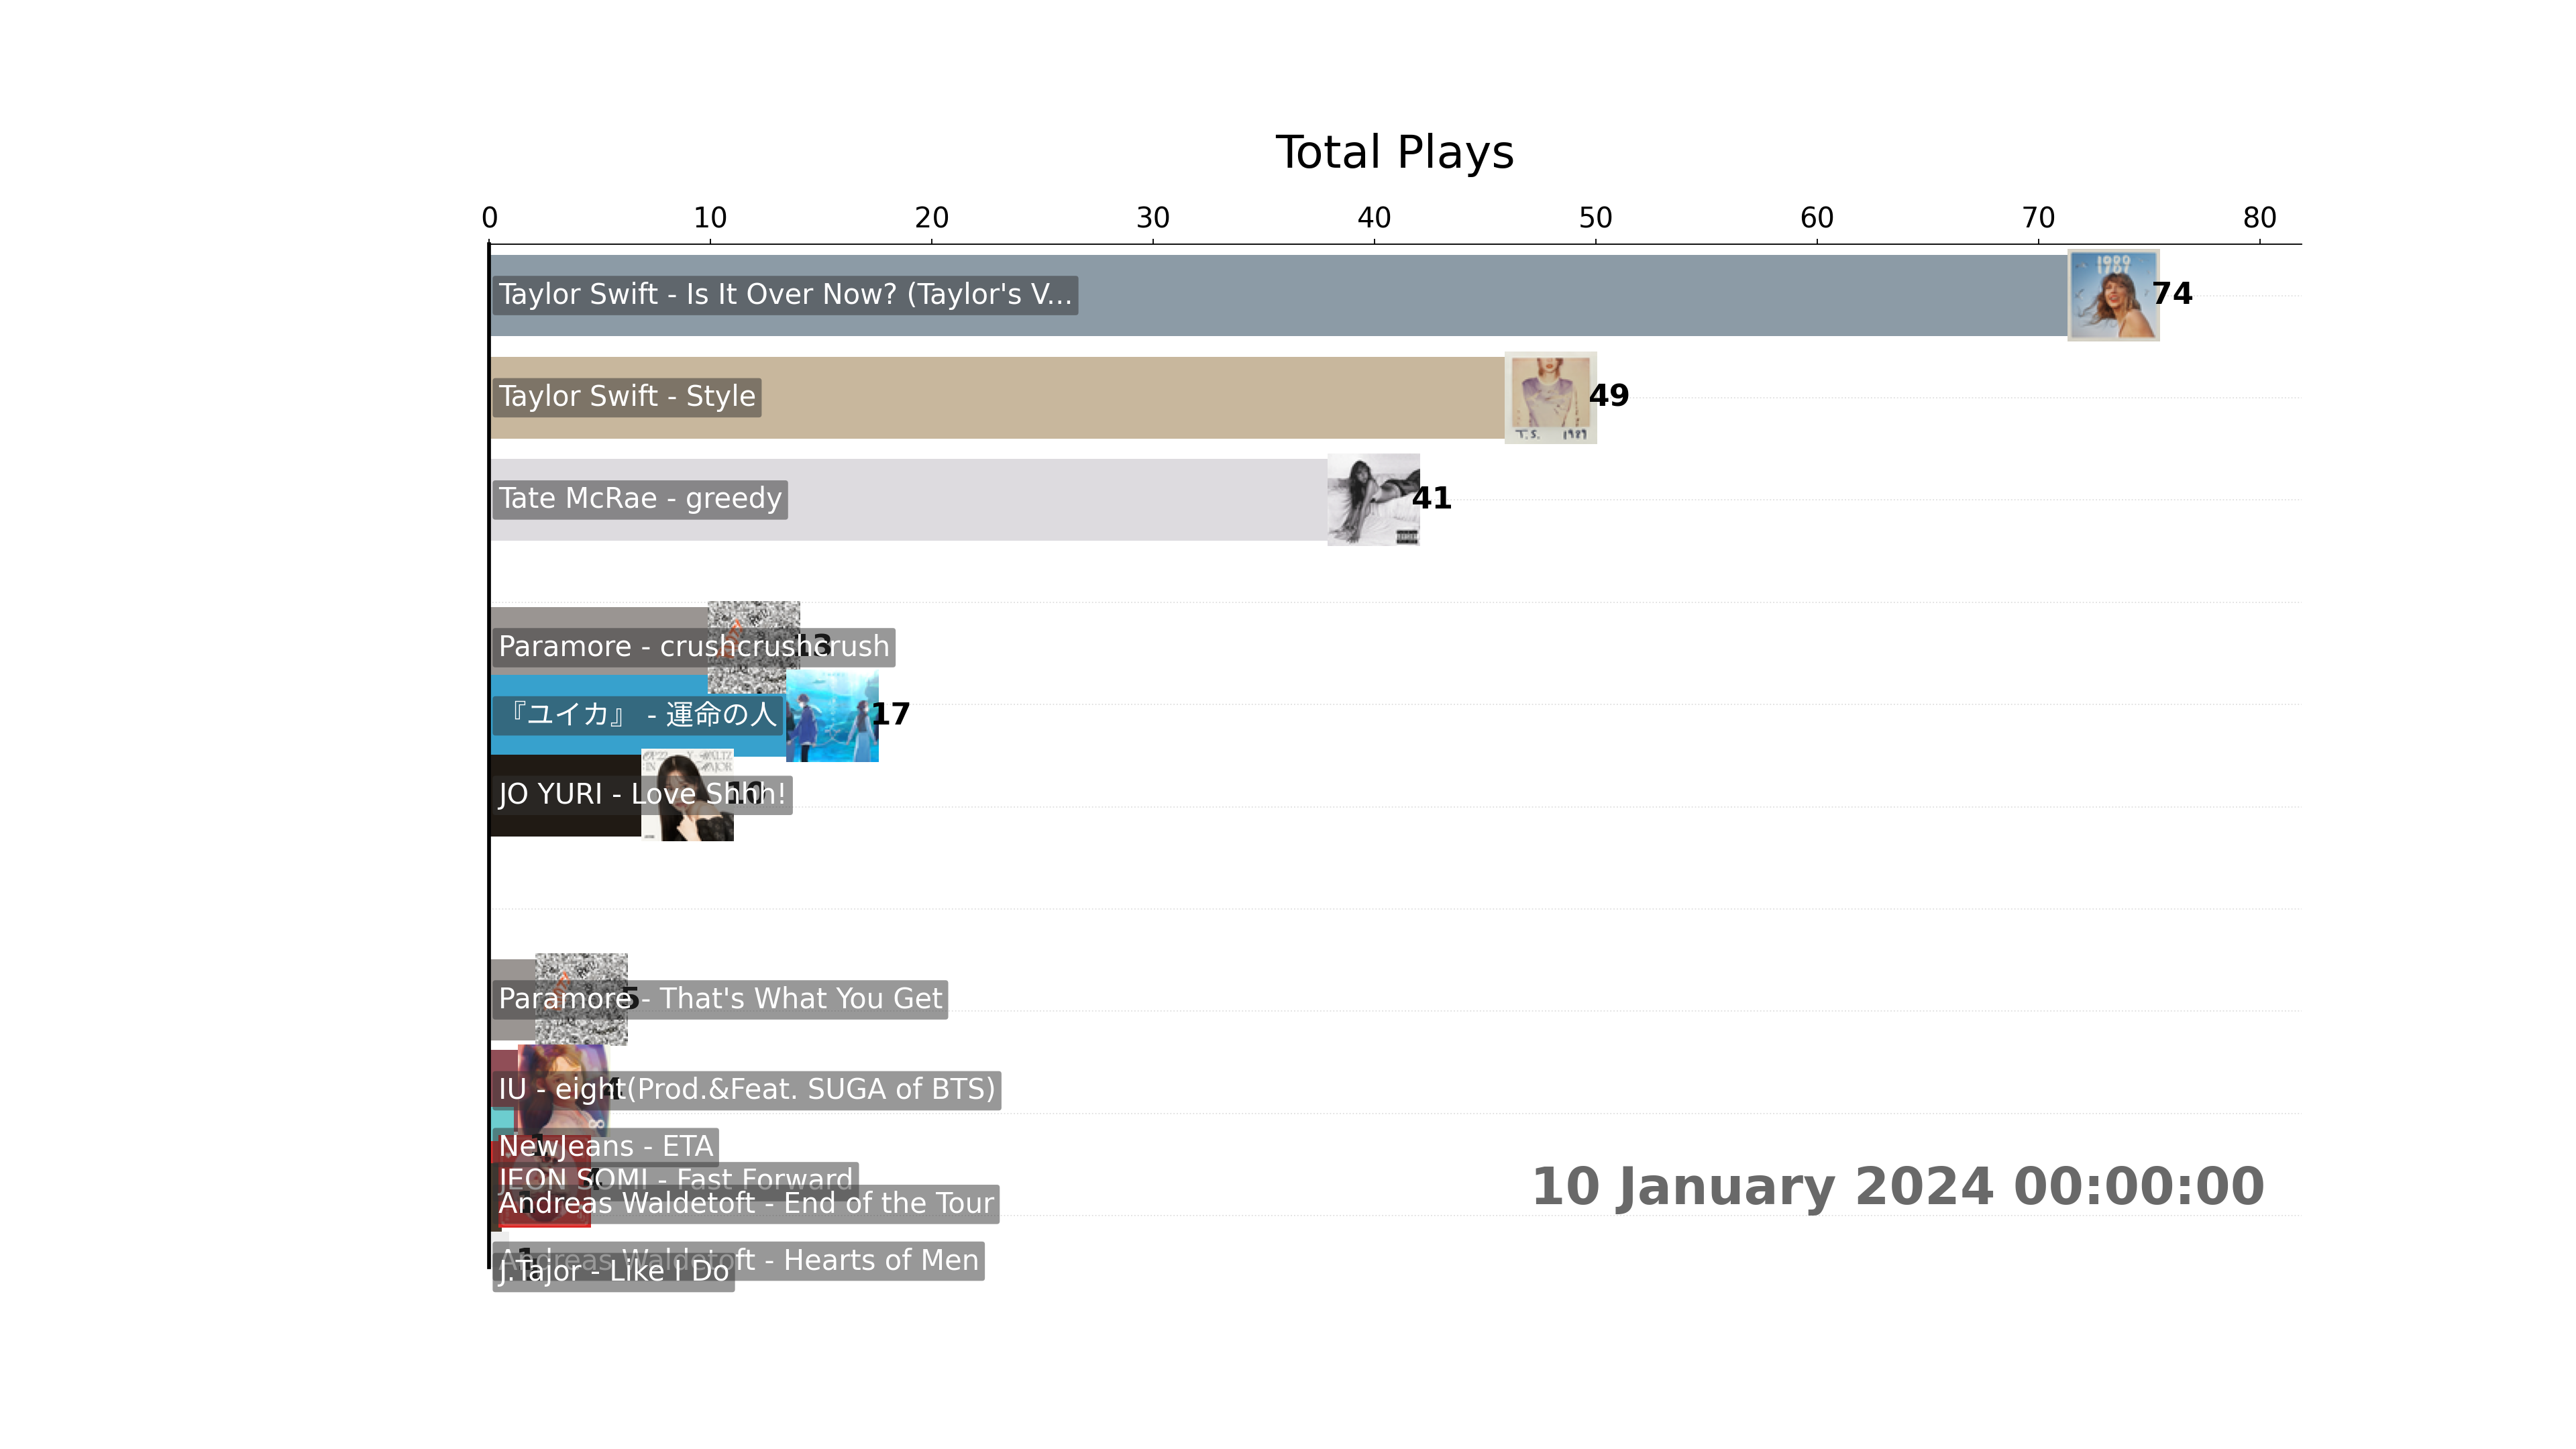 Total Plays
0 10 20 30 40 50 60 70 80
Taylor Swift - Is It Over Now? (Taylor's V... 74
Taylor Swift - Style 49
T.S. 1989
Tate McRae - greedy 41
Paramore - crushcrushcrush 13
『ユイカ』 - 運命の人 17
JO YURI - Love Shhh! 10
Paramore - That's What You Get 5
IU - eight(Prod.&Feat. SUGA of BTS) 4
NewJeans - ETA
JEON SOMI - Fast Forward 4
Andreas Waldetoft - End of the Tour
10 January 2024 00:00:00
Andreas Waldetoft - Hearts of Men
J.Tajor - Like I Do